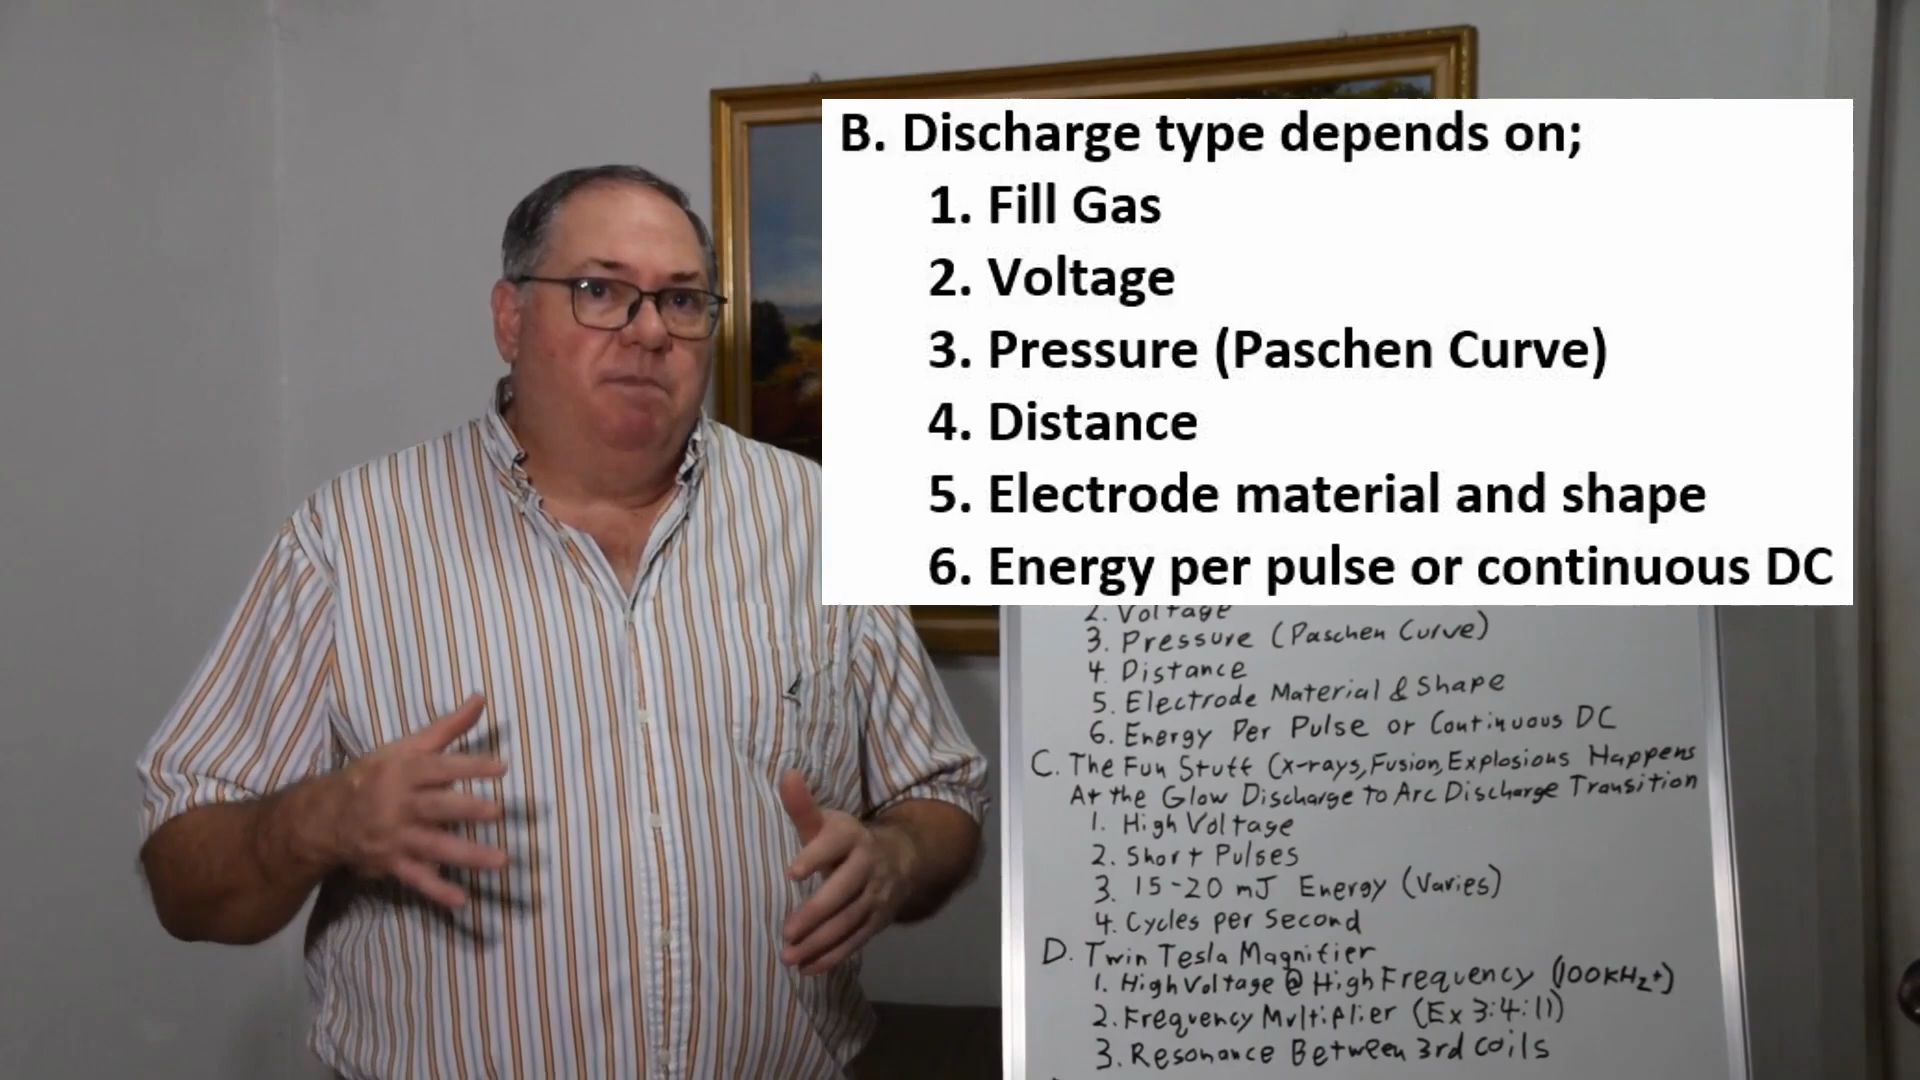 B. Discharge type depends on;
1. Fill Gas
2. Voltage
3. Pressure (Paschen Curve)
4. Distance
5. Electrode material and shape
6. Energy per pulse or continuous DC
2. Voltage
3. Pressure (Paschen Curve)
4. Distance
5. Electrode Material & Shape
6. Energy Per Pulse or Continuous DC
C. The Fun Stuff (x-rays, Fusion, Explosions Happens
At the Glow Discharge to Arc Discharge Transition
1. High Voltage
2. Short Pulses
3. 15-20 mJ Energy (Varies)
4. Cycles per Second
D. Twin Tesla Magnifier
1. High Voltage @ High Frequency (100KHz+)
2. Frequency Multiplier (Ex 3:4:11)
3. Resonance Between 3rd coils